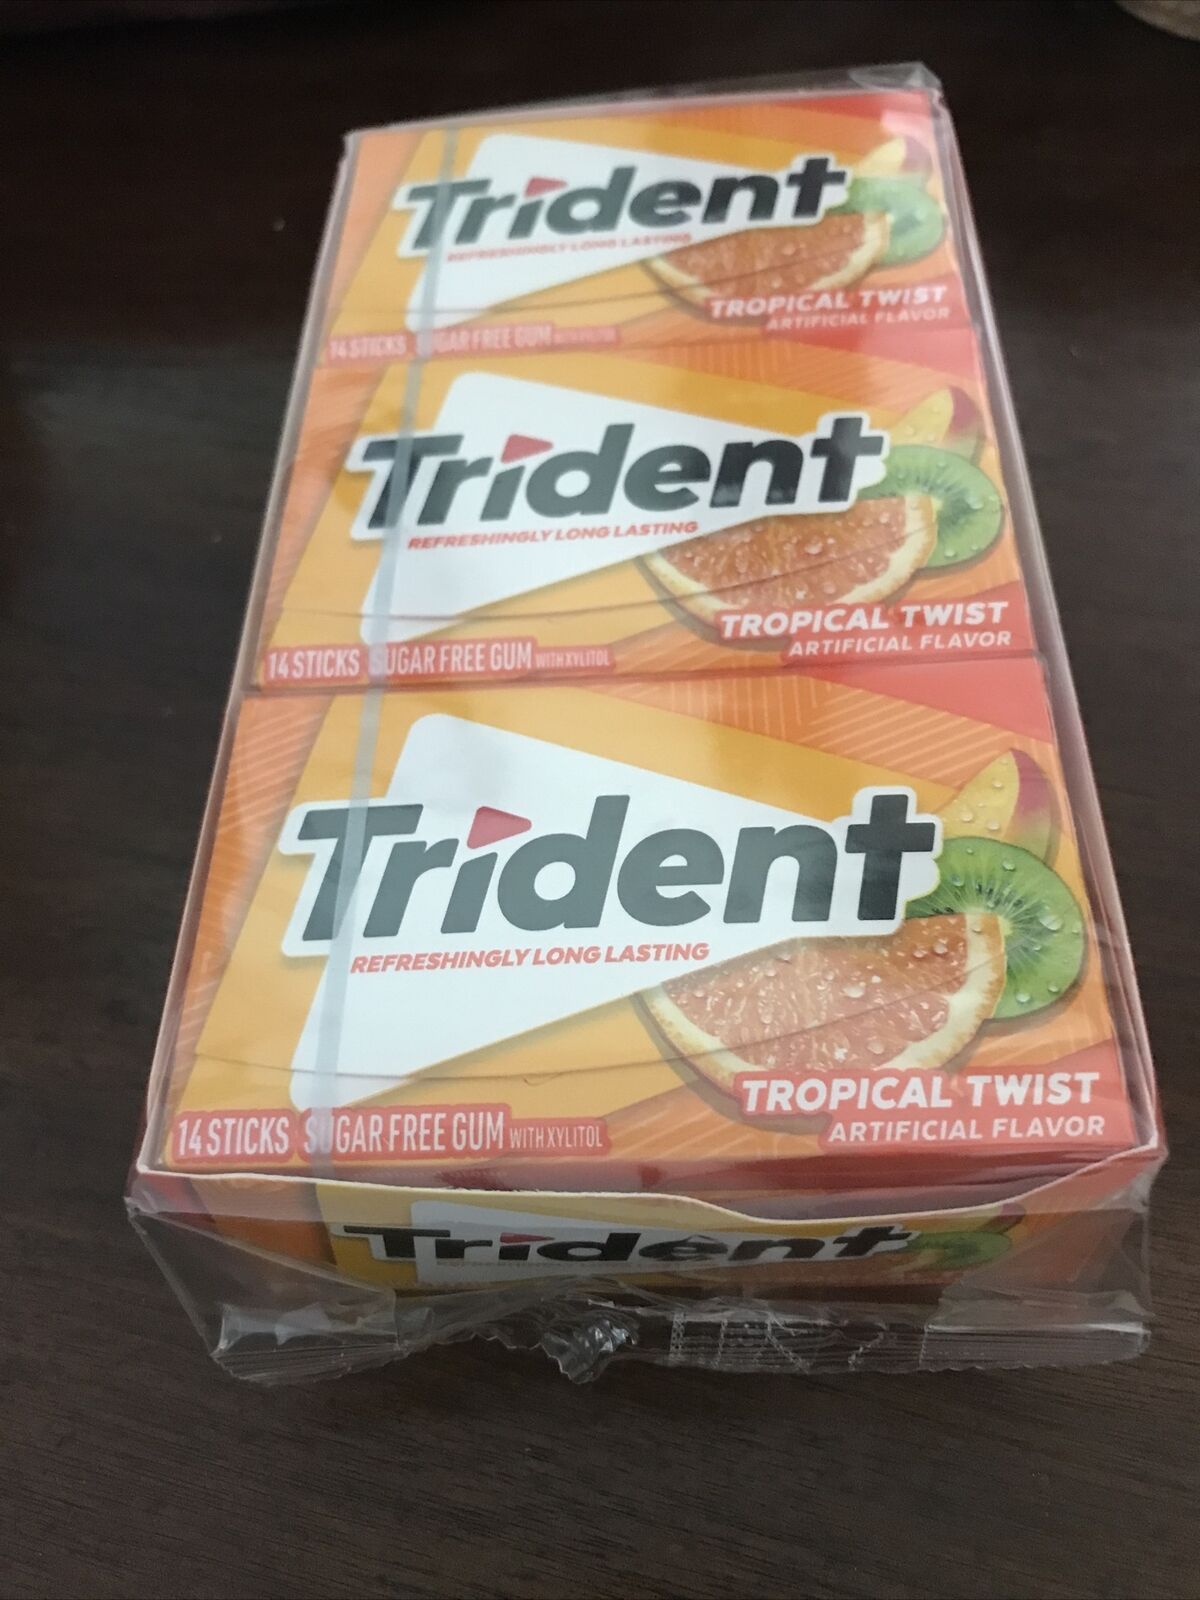 Trident
REFRESHINGLY LONG LASTING
TROPICAL TWIST
ARTIFICIAL FLAVOR
14 STICKS SUGAR FREE GUM WITH XYLITOL
Trident
REFRESHINGLY LONG LASTING
TROPICAL TWIST
ARTIFICIAL FLAVOR
14 STICKS SUGAR FREE GUM WITH XYLITOL
Trident
REFRESHINGLY LONG LASTING
TROPICAL TWIST
ARTIFICIAL FLAVOR
14 STICKS SUGAR FREE GUM WITH XYLITOL
Trident